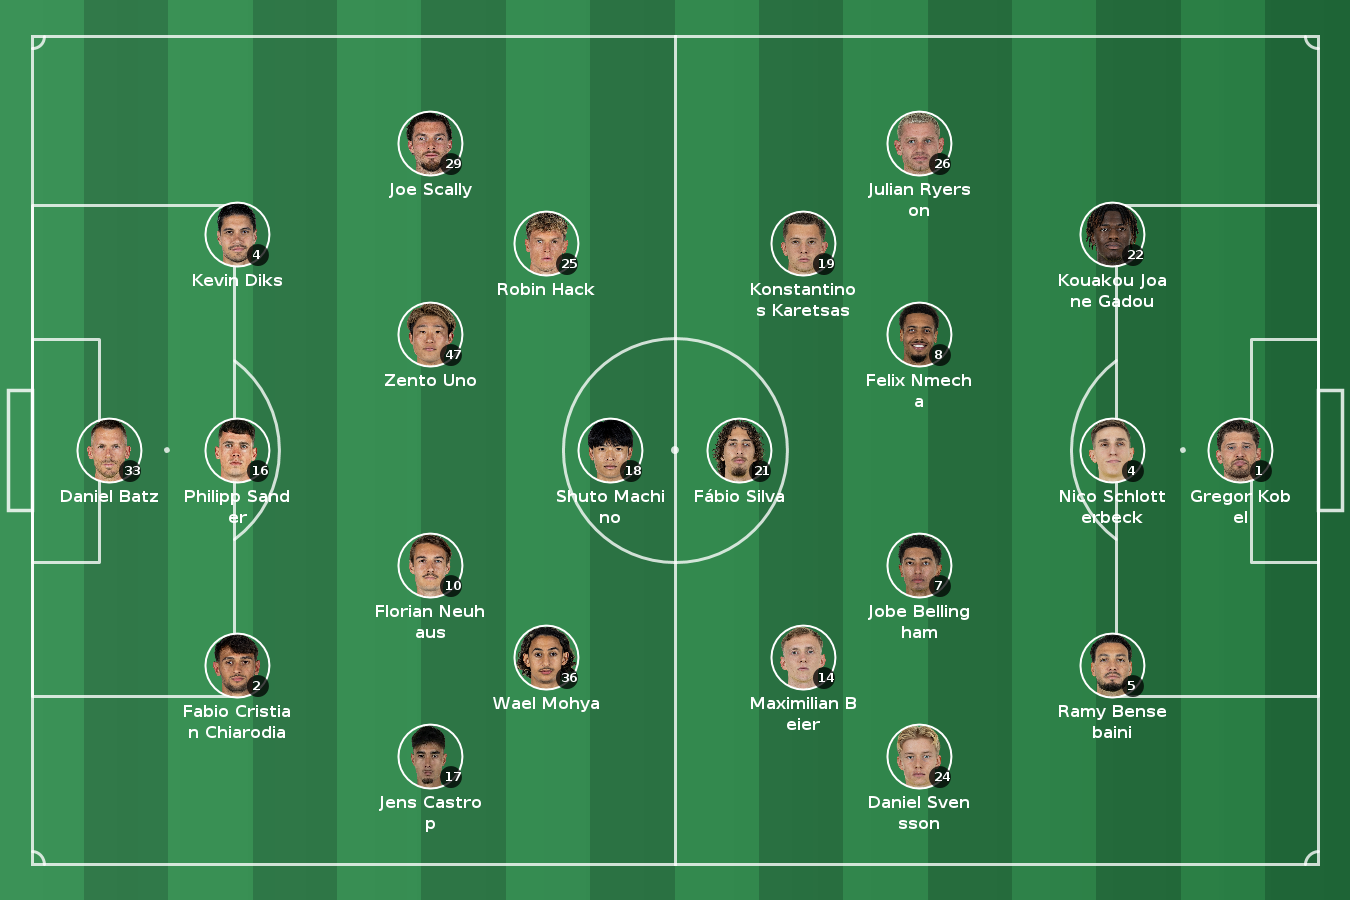 29
Joe Scally
26
Julian Ryers
on
4
Kevin Diks
25
Robin Hack
19
Konstantino
s Karetsas
22
Kouakou Joa
ne Gadou
47
Zento Uno
8
Felix Nmech
a
33
Daniel Batz
16
Philipp Sand
er
18
Shuto Machi
no
21
Fábio Silva
4
Nico Schlott
erbeck
1
Gregor Kob
el
10
Florian Neuh
aus
7
Jobe Belling
ham
2
Fabio Cristia
n Chiarodia
36
Wael Mohya
14
Maximilian B
eier
5
Ramy Bense
baini
17
Jens Castro
p
24
Daniel Sven
sson